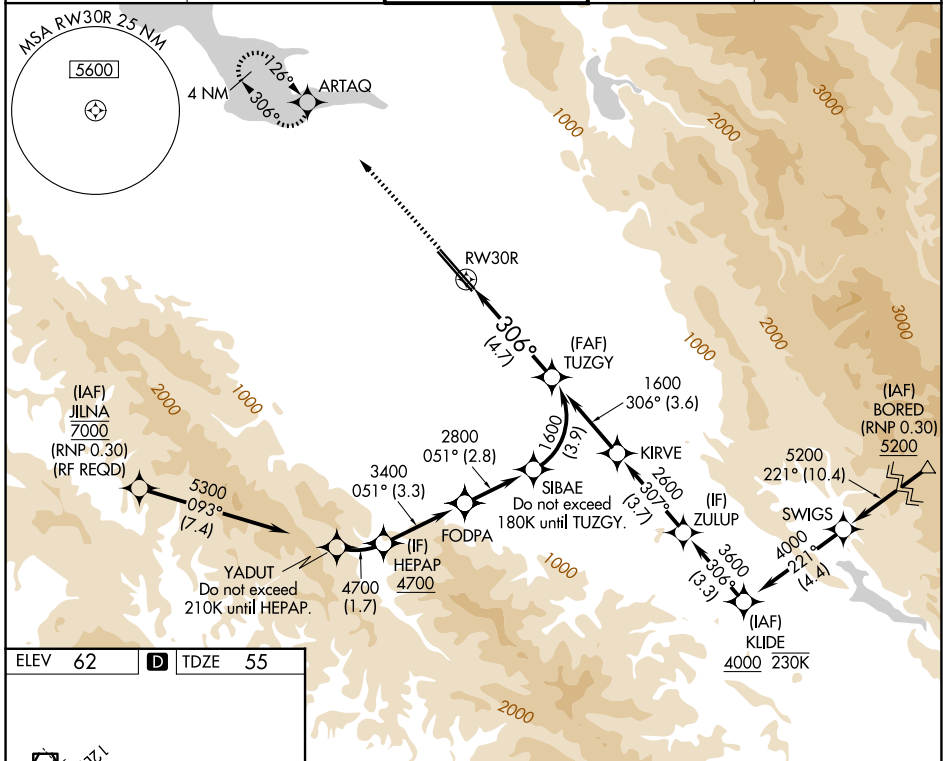 MSA RW30R 25 NM
5600
4 NM
126°
306°
ARTAQ
1000
2000
3000
RW30R
306°
(4.7)
(FAF)
TUZGY
1600
306° (3.6)
1000
2000
3000
(IAF)
JILNA
7000
(RNP 0.30)
(RF REQD)
2000
1000
5300
093°
(7.4)
YADUT
Do not exceed
210K until HEPAP.
4700
(1.7)
(IF)
HEPAP
4700
3400
051° (3.3)
FODPA
2800
051° (2.8)
SIBAE
Do not exceed
180K until TUZGY.
1600
(3.9)
KIRVE
2600
307°
(3.7)
(IF)
ZULUP
3600
306°
(3.3)
(IAF)
KLIDE
4000 230K
4000
221°
(4.4)
SWIGS
5200
221° (10.4)
(IAF)
BORED
(RNP 0.30)
5200
1000
2000
ELEV 62 D TDZE 55